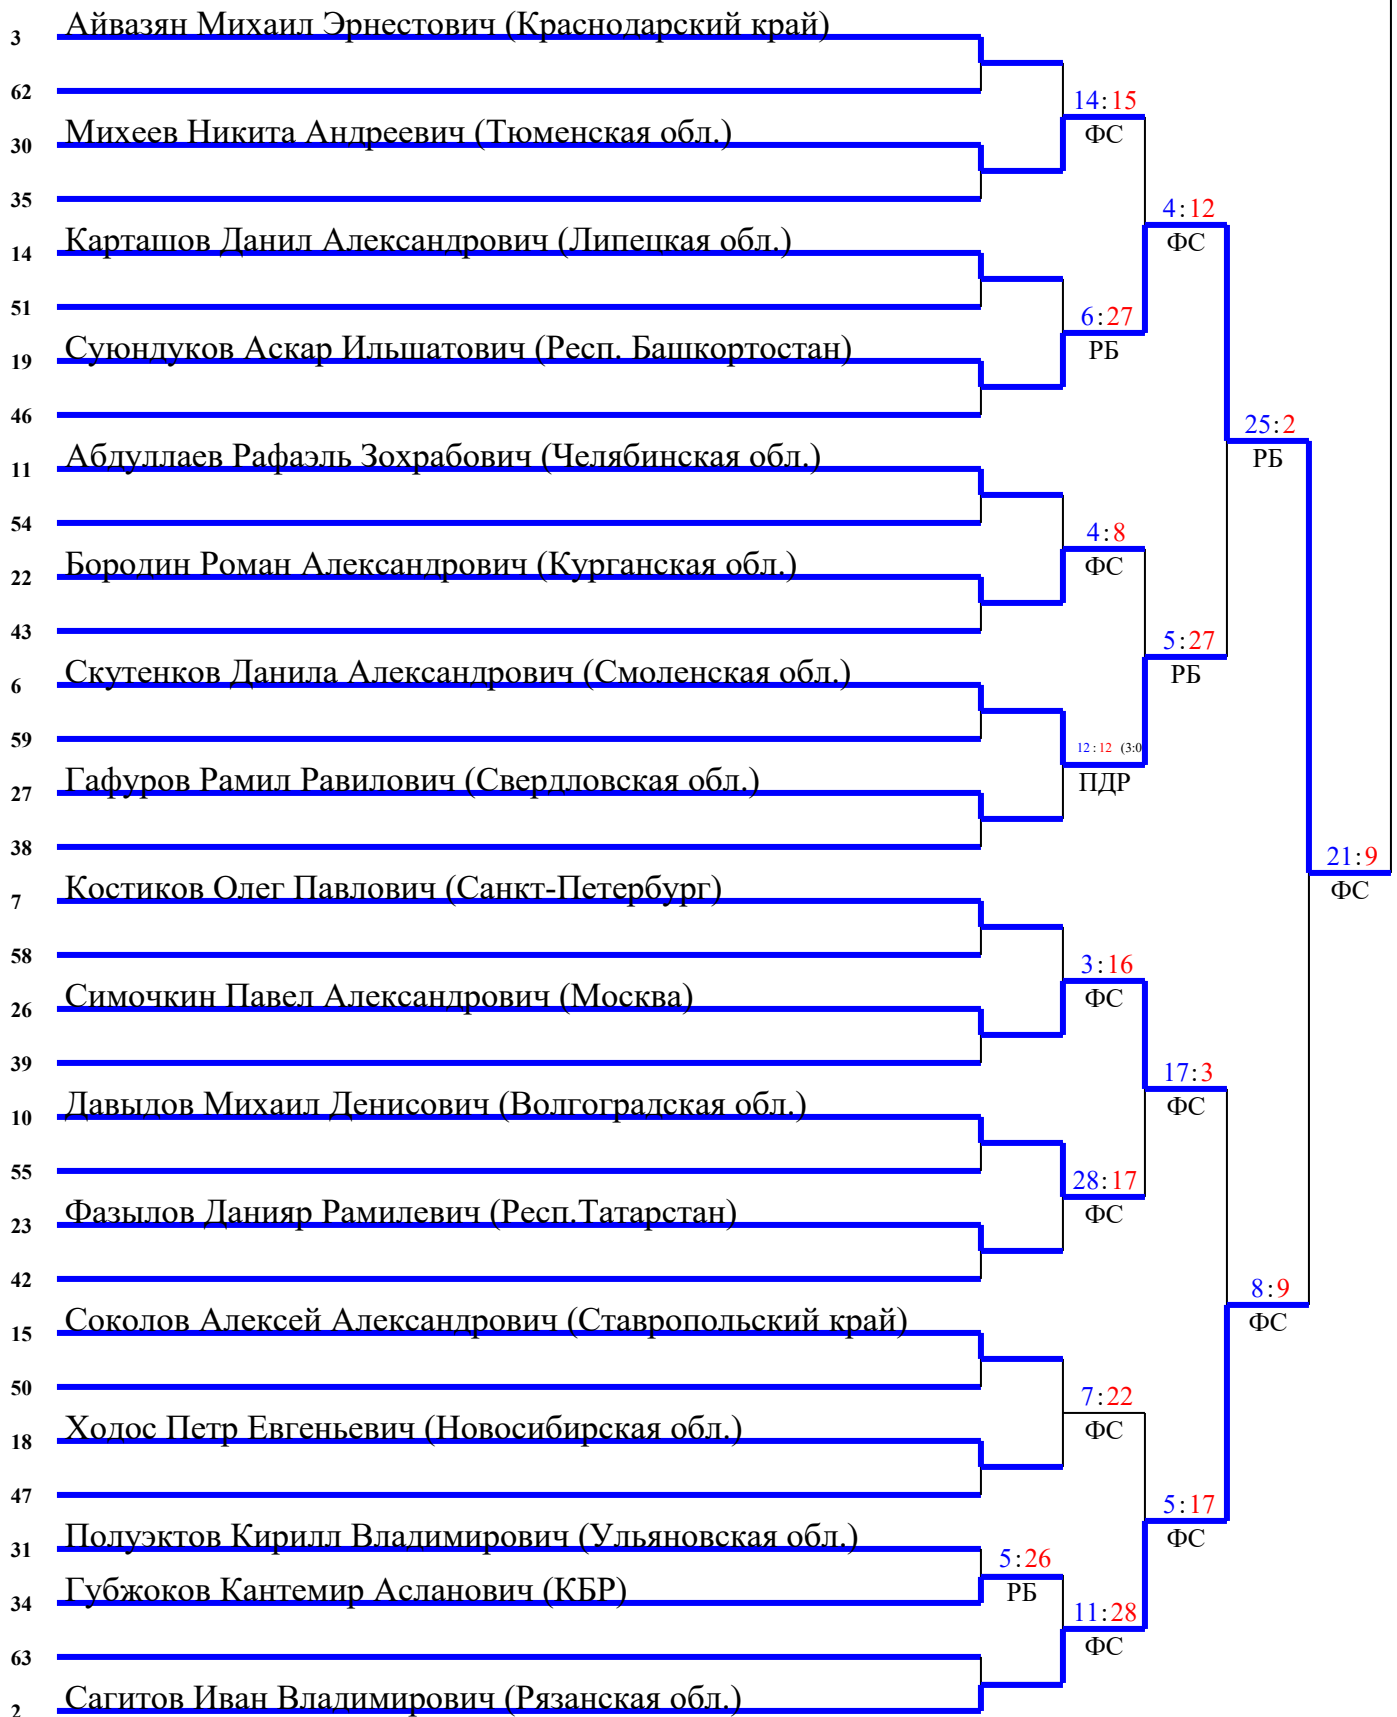 3 Айвазян Михаил Эрнестович (Краснодарский край)
62
14:15
30 Михеев Никита Андреевич (Тюменская обл.)
ФС
35
4:12
14 Карташов Данил Александрович (Липецкая обл.)
ФС
51
6:27
19 Суюндуков Аскар Ильшатович (Респ. Башкортостан)
РБ
46
25:2
11 Абдуллаев Рафаэль Зохрабович (Челябинская обл.)
РБ
54
4:8
22 Бородин Роман Александрович (Курганская обл.)
ФС
43
5:27
6 Скутенков Данила Александрович (Смоленская обл.)
РБ
59
12:12 (3:0
27 Гафуров Рамил Равилович (Свердловская обл.)
ПДР
38
21:9
7 Костиков Олег Павлович (Санкт-Петербург)
ФС
58
3:16
26 Симочкин Павел Александрович (Москва)
ФС
39
17:3
10 Давыдов Михаил Денисович (Волгоградская обл.)
ФС
55
28:17
23 Фазылов Данияр Рамилевич (Респ.Татарстан)
ФС
42
8:9
15 Соколов Алексей Александрович (Ставропольский край)
ФС
50
7:22
18 Ходос Петр Евгеньевич (Новосибирская обл.)
ФС
47
5:17
31 Полуэктов Кирилл Владимирович (Ульяновская обл.)
ФС
5:26
34 Губжоков Кантемир Асланович (КБР)
РБ
11:28
ФС
63
2 Сагитов Иван Владимирович (Рязанская обл.)